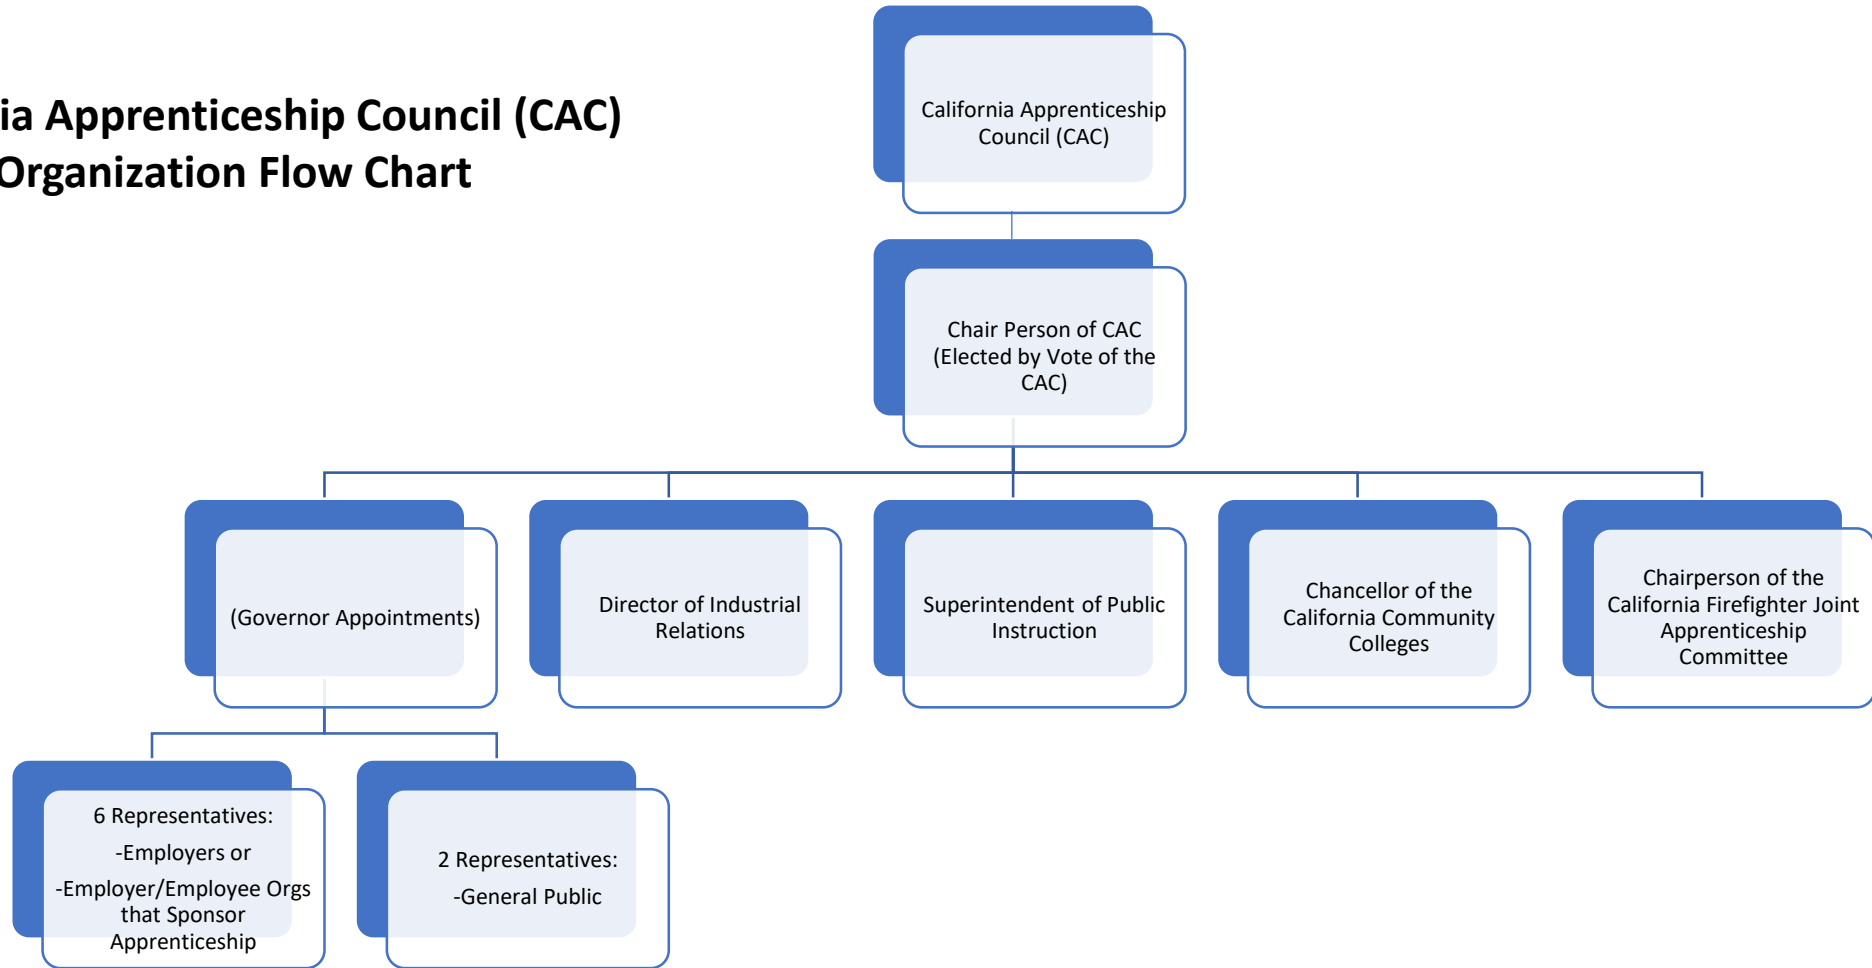 ia Apprenticeship Council (CAC)
Organization Flow Chart
California Apprenticeship
Council (CAC)
Chair Person of CAC
(Elected by Vote of the
CAC)
(Governor Appointments)
Director of Industrial
Relations
Superintendent of Public
Instruction
Chancellor of the
California Community
Colleges
Chairperson of the
California Firefighter Joint
Apprenticeship
Committee
6 Representatives:
-Employers or
-Employer/Employee Orgs
that Sponsor
Apprenticeship
2 Representatives:
-General Public